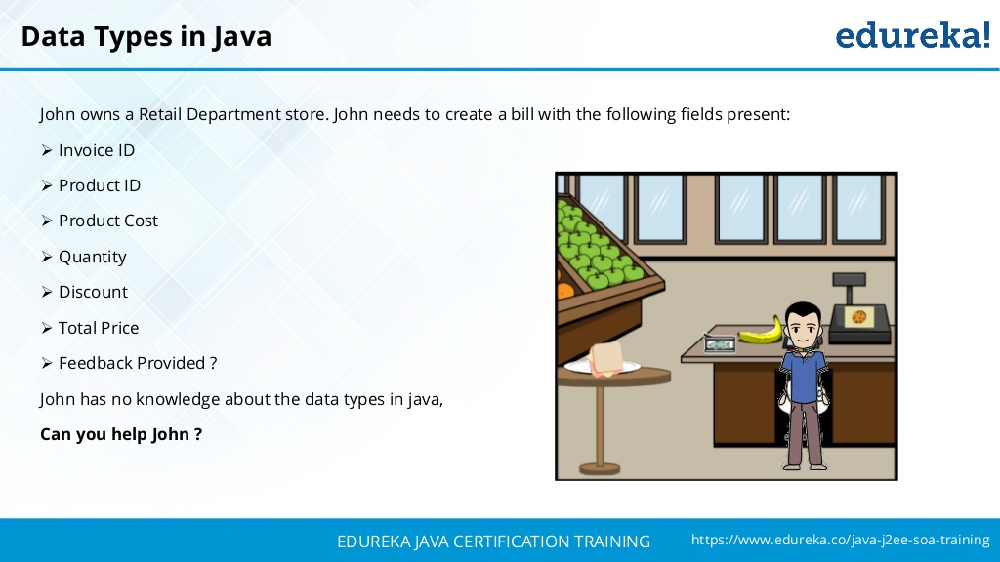 Data Types in Java
edureka!
John owns a Retail Department store. John needs to create a bill with the following fields present:
➢ Invoice ID
➢ Product ID
➢ Product Cost
➢ Quantity
➢ Discount
➢ Total Price
➢ Feedback Provided ?
John has no knowledge about the data types in java,
Can you help John ?
EDUREKA JAVA CERTIFICATION TRAINING
https://www.edureka.co/java-j2ee-soa-training